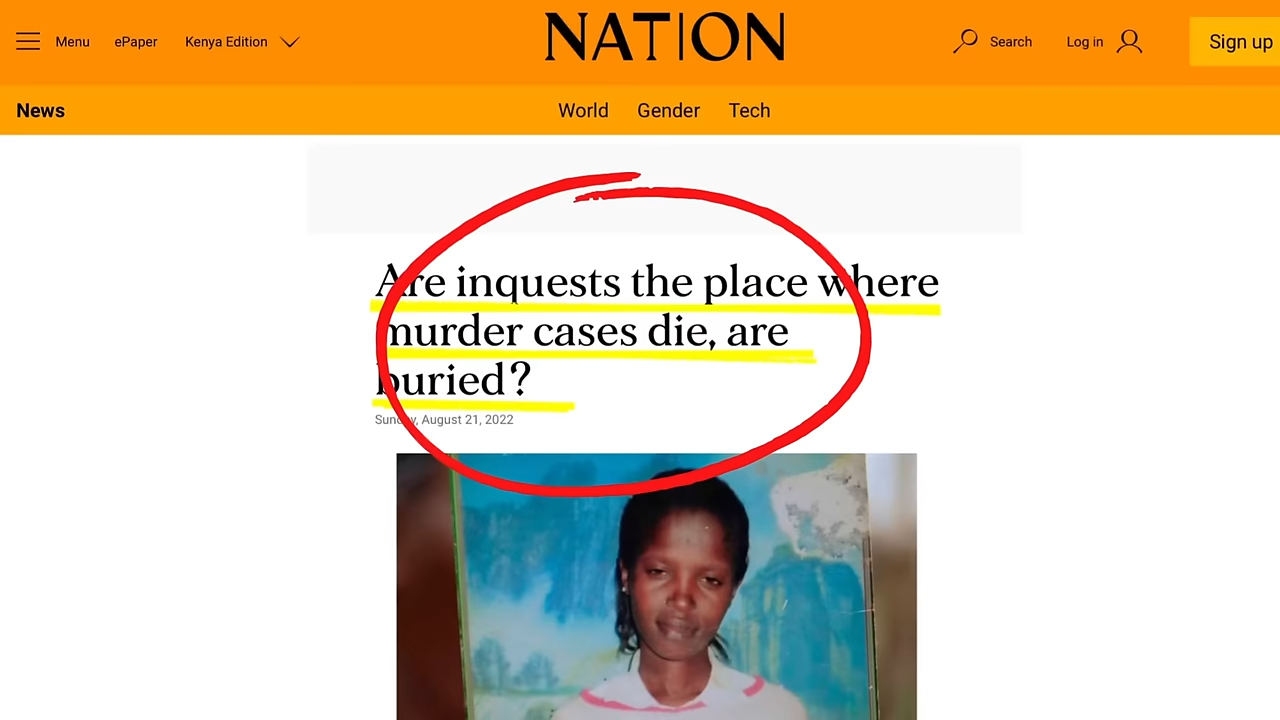 Menu
ePaper
Kenya Edition
NATION
Search
Log in
Sign up
News
World
Gender
Tech
Are inquests the place where
murder cases die, are
buried?
Sunday, August 21, 2022